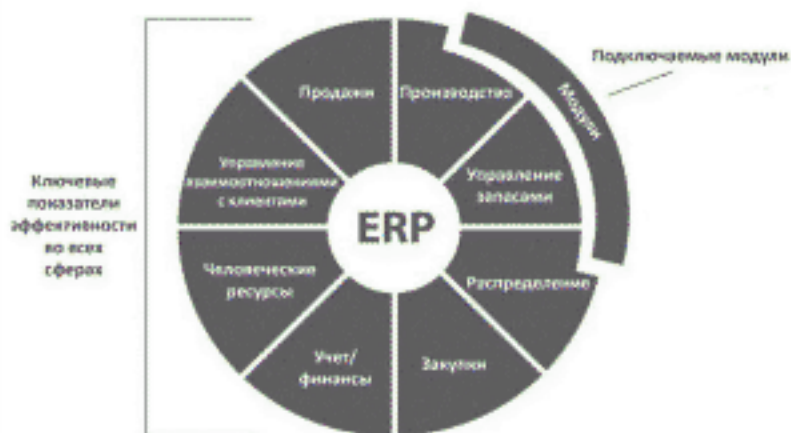 Подключаемые модули
Модули
Продажи
Производство
Управление
взаимоотношениями
с клиентами
Управление
запасами
Ключевые
показатели
эффективности
во всех
сферах
ERP
Человеческие
ресурсы
Распределение
Учет/
финансы
Закупки